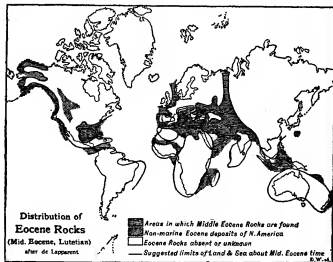 Distribution of
Eocene Rocks
(Mid. Eocene, Lutetian)
after de Lapparent
Areas in which Middle Eocene Rocks are found
Non-marine Eocene deposits of N. America
Eocene Rocks absent or unknown
Suggested limits of Land & Sea about Mid. Eocene time